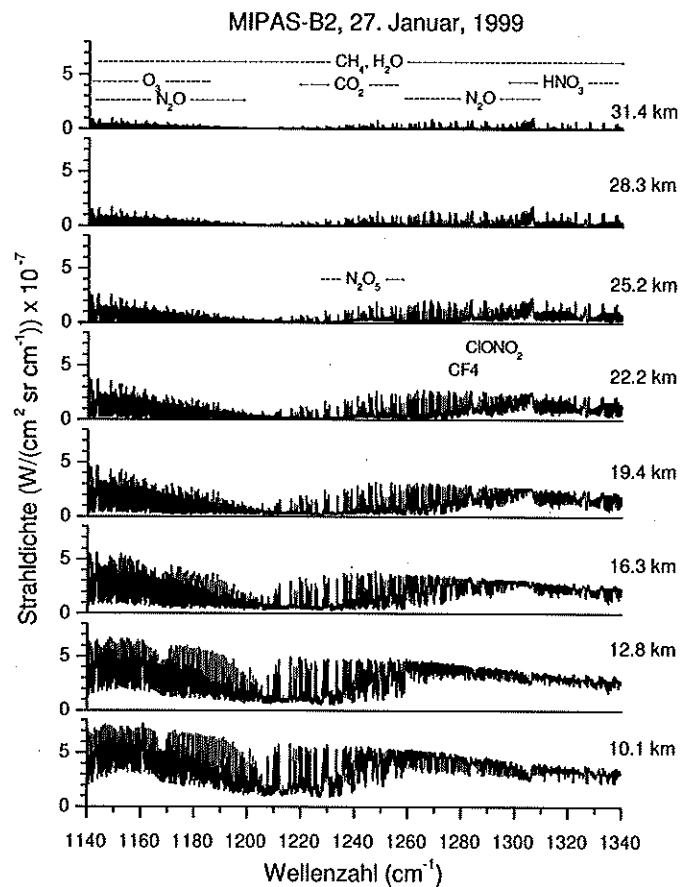 MIPAS-B2, 27. Januar, 1999
CH₄, H₂O
O₃ CO₂ HNO₃
N₂O N₂O
5
0
31.4 km
5
0
28.3 km
N₂O₅
5
0
25.2 km
ClONO₂
CF4
5
0
22.2 km
5
0
19.4 km
5
0
16.3 km
5
0
12.8 km
5
0
10.1 km
Strahldichte (W/(cm² sr cm⁻¹)) x 10⁻⁷
1140 1160 1180 1200 1220 1240 1260 1280 1300 1320 1340
Wellenzahl (cm⁻¹)